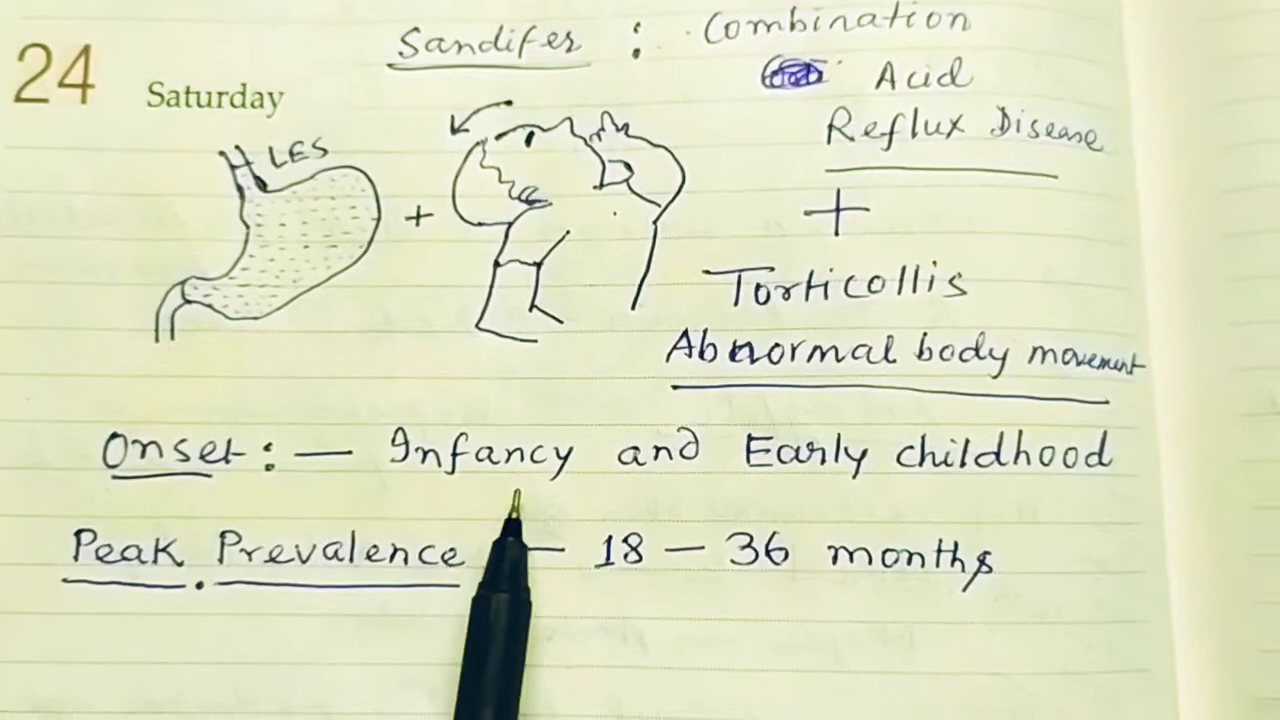 24
Saturday
Sandifer : Combination
Acid
Reflux Disease
LES
+
+
Torticollis
Abnormal body movement
Onset : — Infancy and Early childhood
Peak . Prevalence — 18 — 36 months